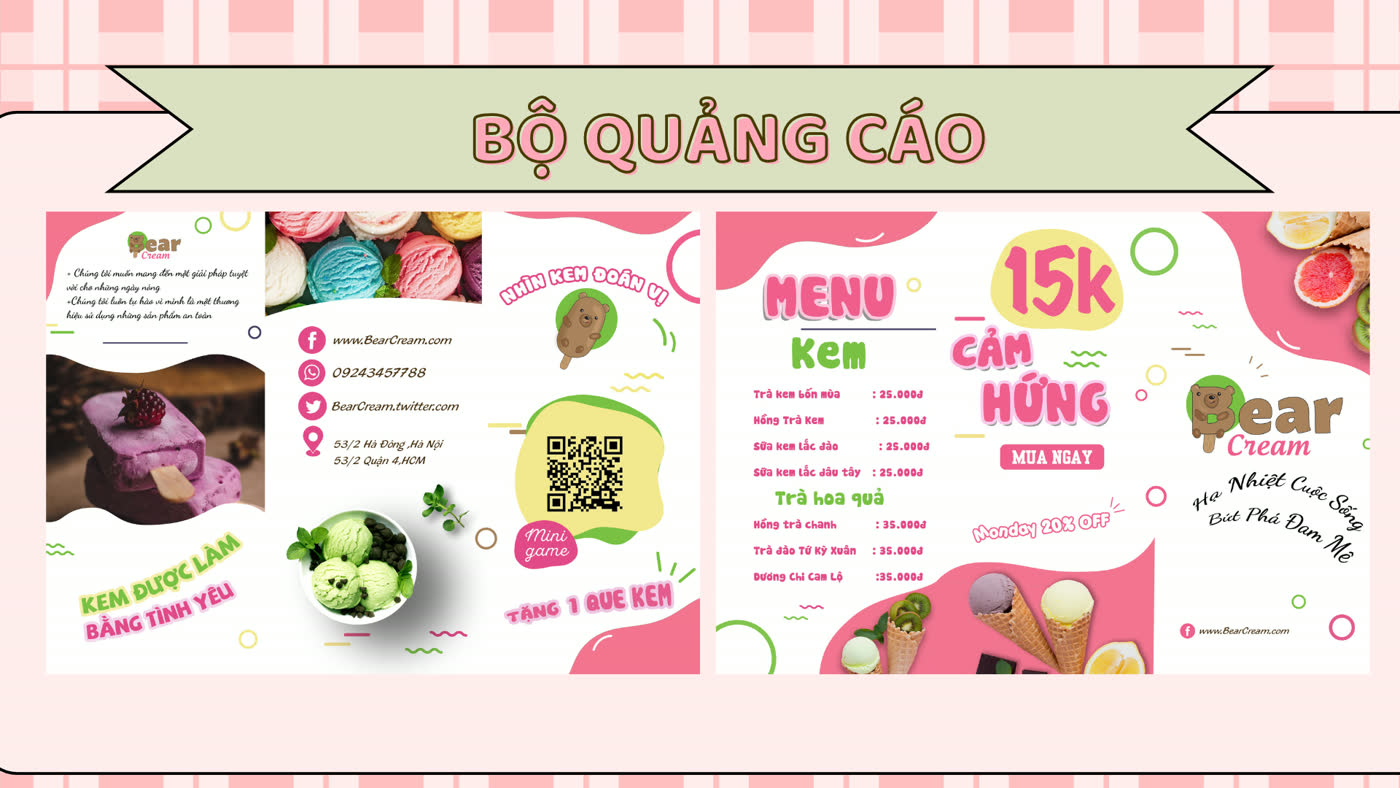 BỘ QUẢNG CÁO
Bear
Cream
+ Chúng tôi muốn mang đến một giải pháp tuyệt
vời cho những ngày nóng
+Chúng tôi luôn tự hào vì mình là một thương
hiệu sử dụng những sản phẩm an toàn
KEM ĐƯỢC LÀM
BẰNG TÌNH YÊU
www.BearCream.com
09243457788
BearCream.twitter.com
53/2 Hà Đông ,Hà Nội
53/2 Quận 4,HCM
NHÌN KEM ĐOÁN VỊ
Mini
game
TẶNG 1 QUE KEM
MENU
Kem
Trà kem bốn mùa : 25.000đ
Hồng Trà Kem : 25.000đ
Sữa kem lắc đào : 25.000đ
Sữa kem lắc dâu tây : 25.000đ
Trà hoa quả
Hồng trà chanh : 35.000đ
Trà đào Tứ Kỳ Xuân : 35.000đ
Dương Chi Cam Lộ :35.000đ
15k
CẢM
HỨNG
MUA NGAY
Monday 20% OFF
Bear
Cream
Hạ Nhiệt Cuộc Sống
Bứt Phá Đam Mê
www.BearCream.com